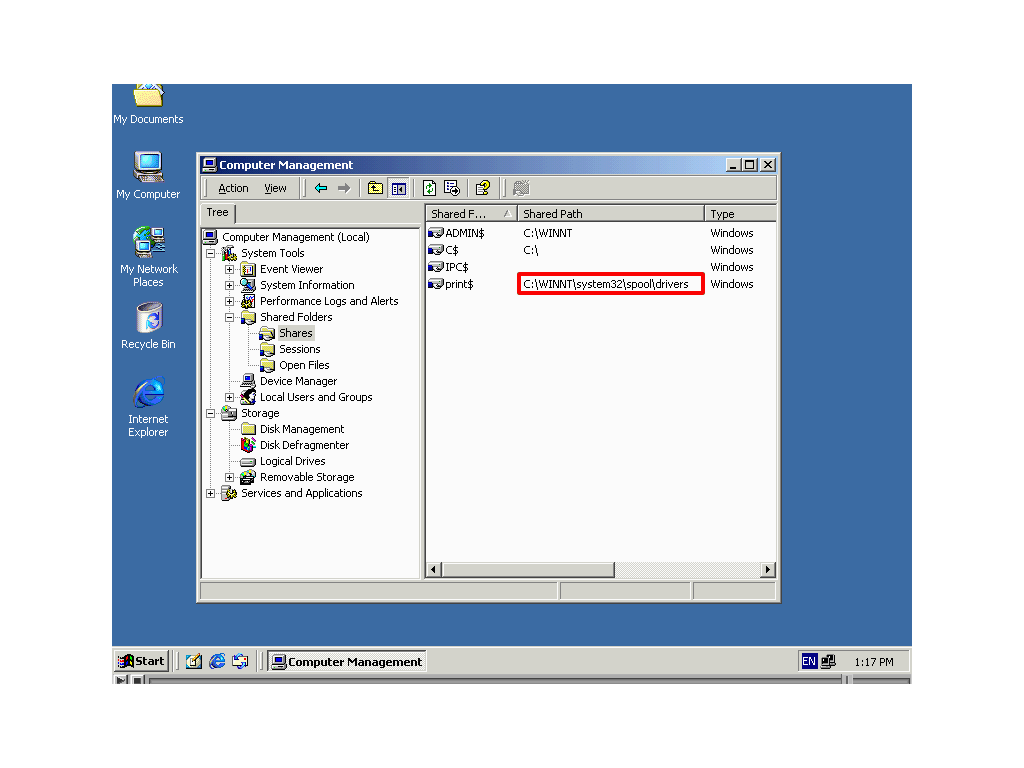 My Documents
My Computer
My Network
Places
Recycle Bin
Internet
Explorer
Computer Management
Action View
Tree
Computer Management (Local)
System Tools
Event Viewer
System Information
Performance Logs and Alerts
Shared Folders
Shares
Sessions
Open Files
Device Manager
Local Users and Groups
Storage
Disk Management
Disk Defragmenter
Logical Drives
Removable Storage
Services and Applications
Shared F... Shared Path Type
ADMIN$ C:\WINNT Windows
C$ C:\ Windows
IPC$ Windows
print$ C:\WINNT\system32\spool\drivers Windows
Start Computer Management EN 1:17 PM